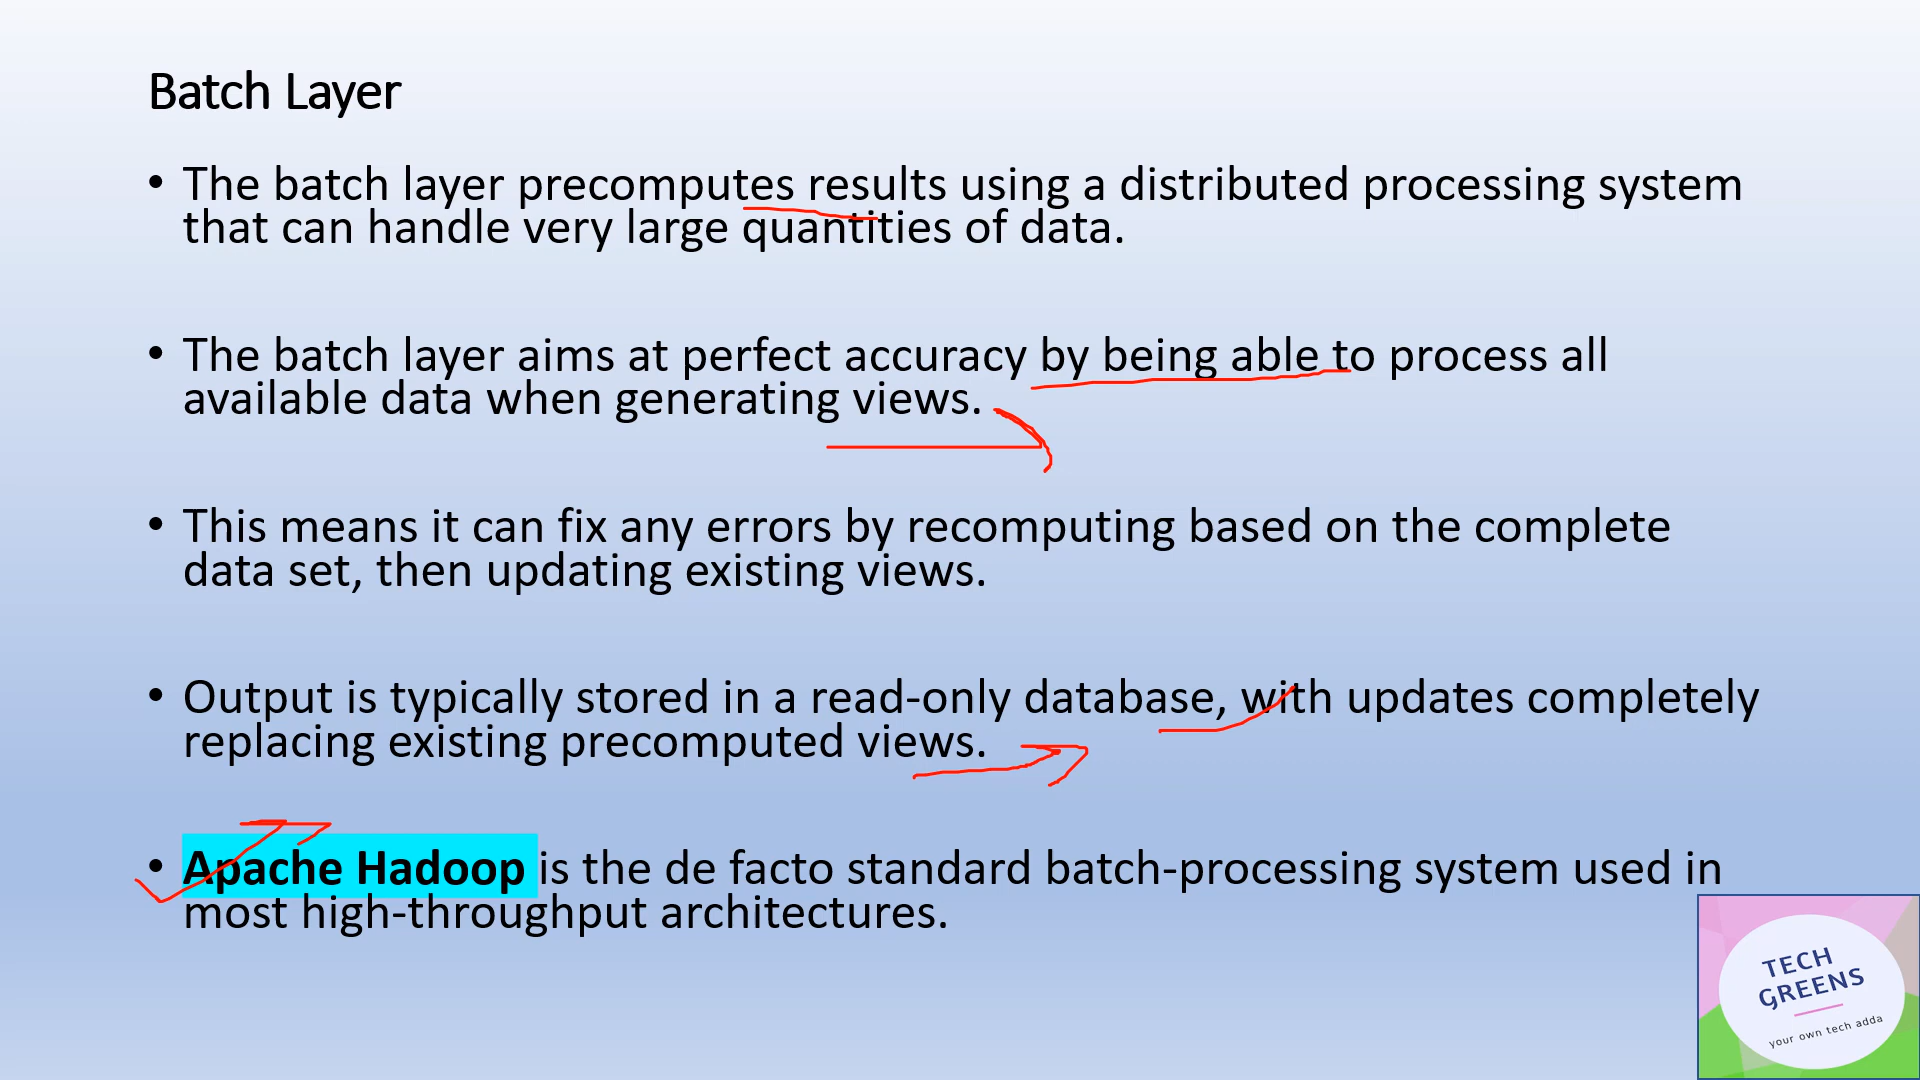 Batch Layer
• The batch layer precomputes results using a distributed processing system
that can handle very large quantities of data.
• The batch layer aims at perfect accuracy by being able to process all
available data when generating views.
• This means it can fix any errors by recomputing based on the complete
data set, then updating existing views.
• Output is typically stored in a read-only database, with updates completely
replacing existing precomputed views.
• Apache Hadoop is the de facto standard batch-processing system used in
most high-throughput architectures.
TECH
GREENS
your own tech adda